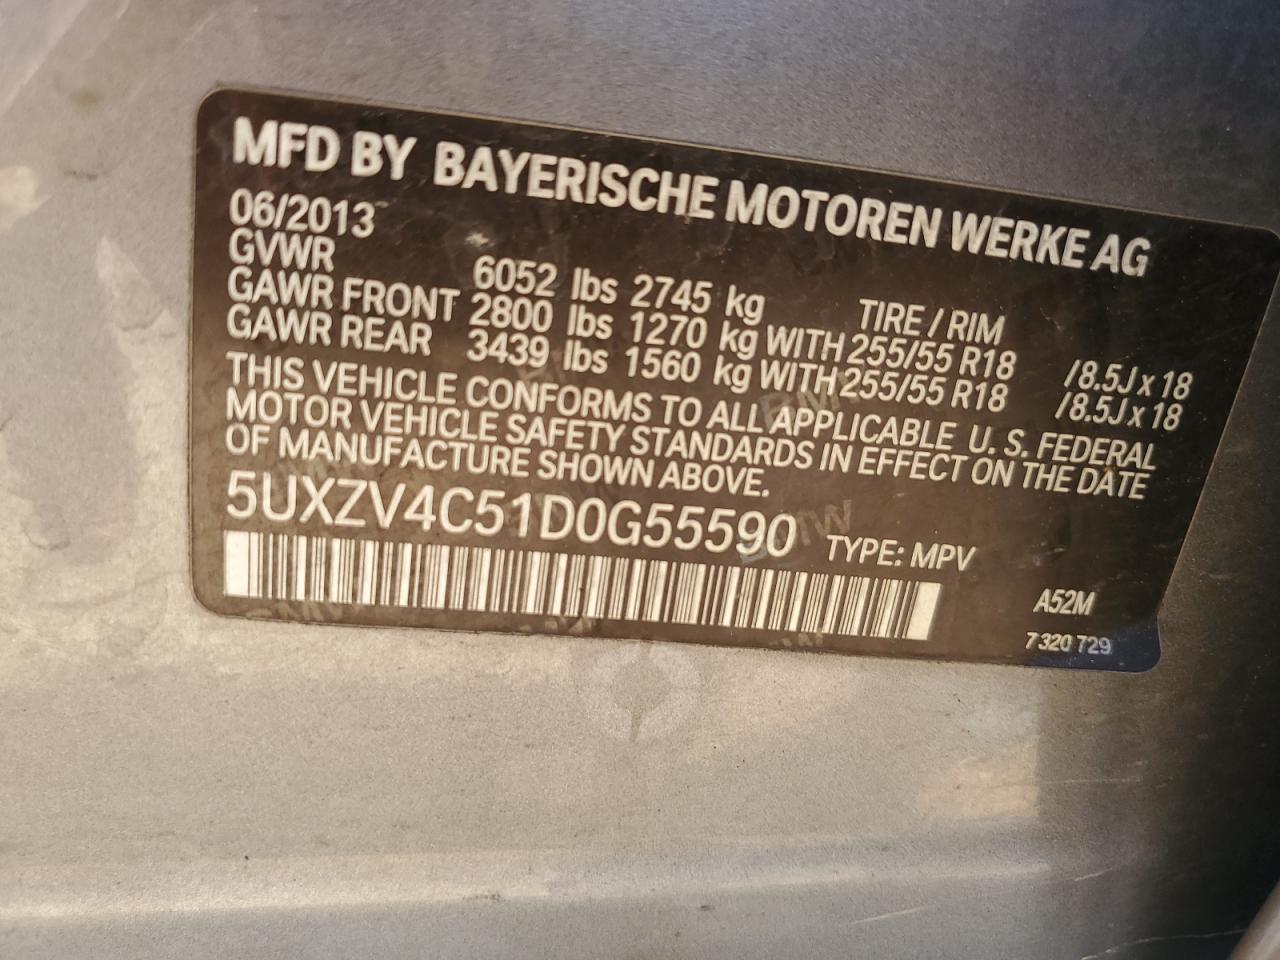 MFD BY BAYERISCHE MOTOREN WERKE AG
06/2013
GVWR 6052 lbs 2745 kg TIRE / RIM
GAWR FRONT 2800 lbs 1270 kg WITH 255/55 R18 /8.5J x 18
GAWR REAR 3439 lbs 1560 kg WITH 255/55 R18 /8.5J x 18
THIS VEHICLE CONFORMS TO ALL APPLICABLE U. S. FEDERAL
MOTOR VEHICLE SAFETY STANDARDS IN EFFECT ON THE DATE
OF MANUFACTURE SHOWN ABOVE.
5UXZV4C51D0G55590 TYPE: MPV
A52M
7 320 729